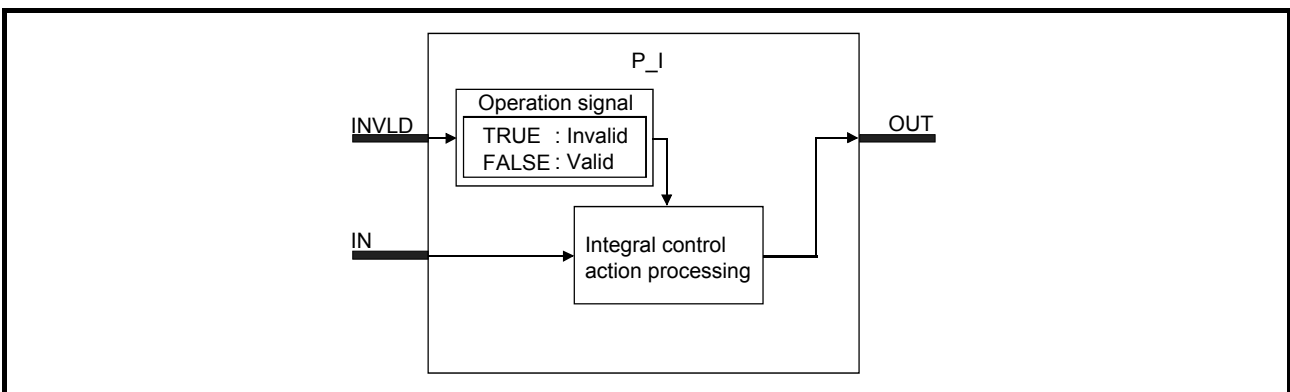 P_I
Operation signal
INVLD
TRUE : Invalid
FALSE : Valid
OUT
IN
Integral control
action processing